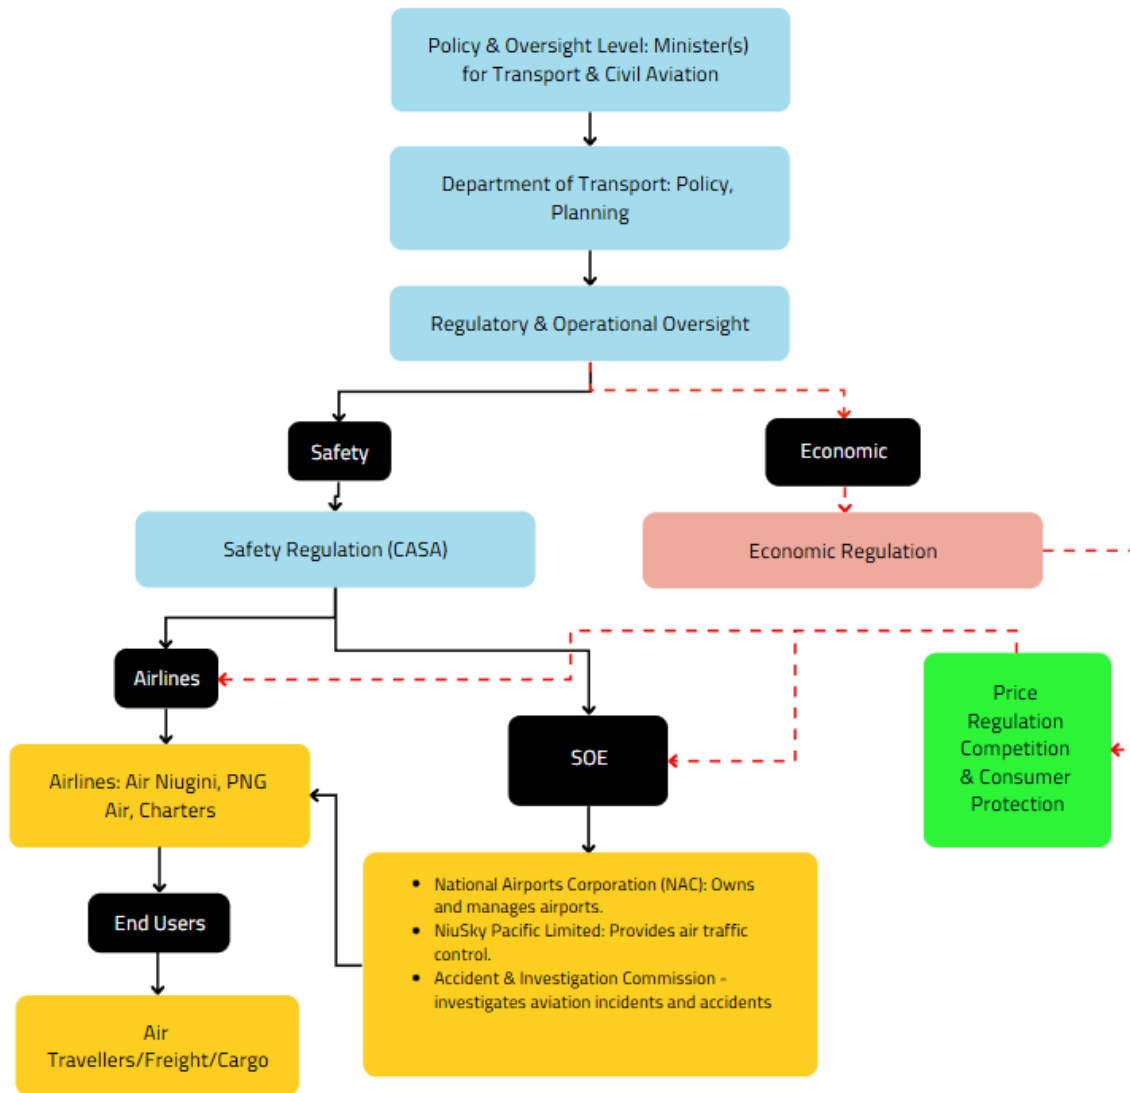 Policy & Oversight Level: Minister(s)
for Transport & Civil Aviation
Department of Transport: Policy,
Planning
Regulatory & Operational Oversight
Safety
Economic
Safety Regulation (CASA)
Economic Regulation
Airlines
SOE
Price
Regulation
Competition
& Consumer
Protection
Airlines: Air Niugini, PNG
Air, Charters
• National Airports Corporation (NAC): Owns
and manages airports.
• NiuSky Pacific Limited: Provides air traffic
control.
• Accident & Investigation Commission -
investigates aviation incidents and accidents
End Users
Air
Travellers/Freight/Cargo